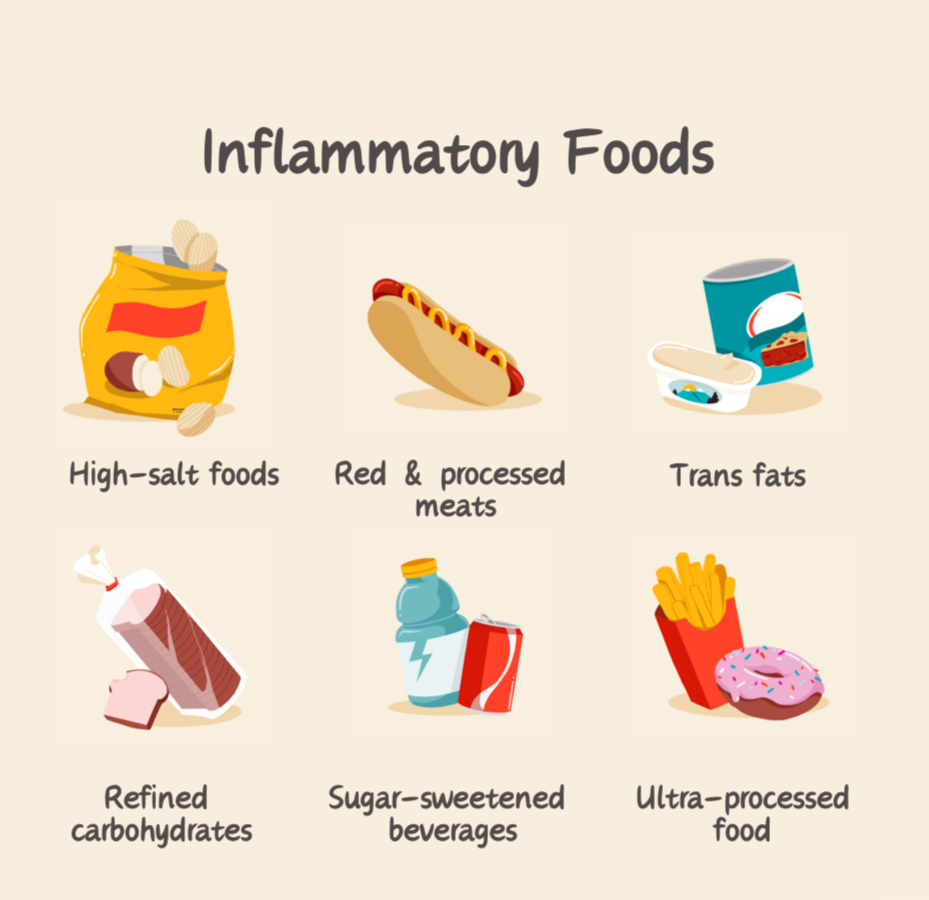 Inflammatory Foods
High-salt foods
Red & processed
meats
Trans fats
Refined
carbohydrates
Sugar-sweetened
beverages
Ultra-processed
food